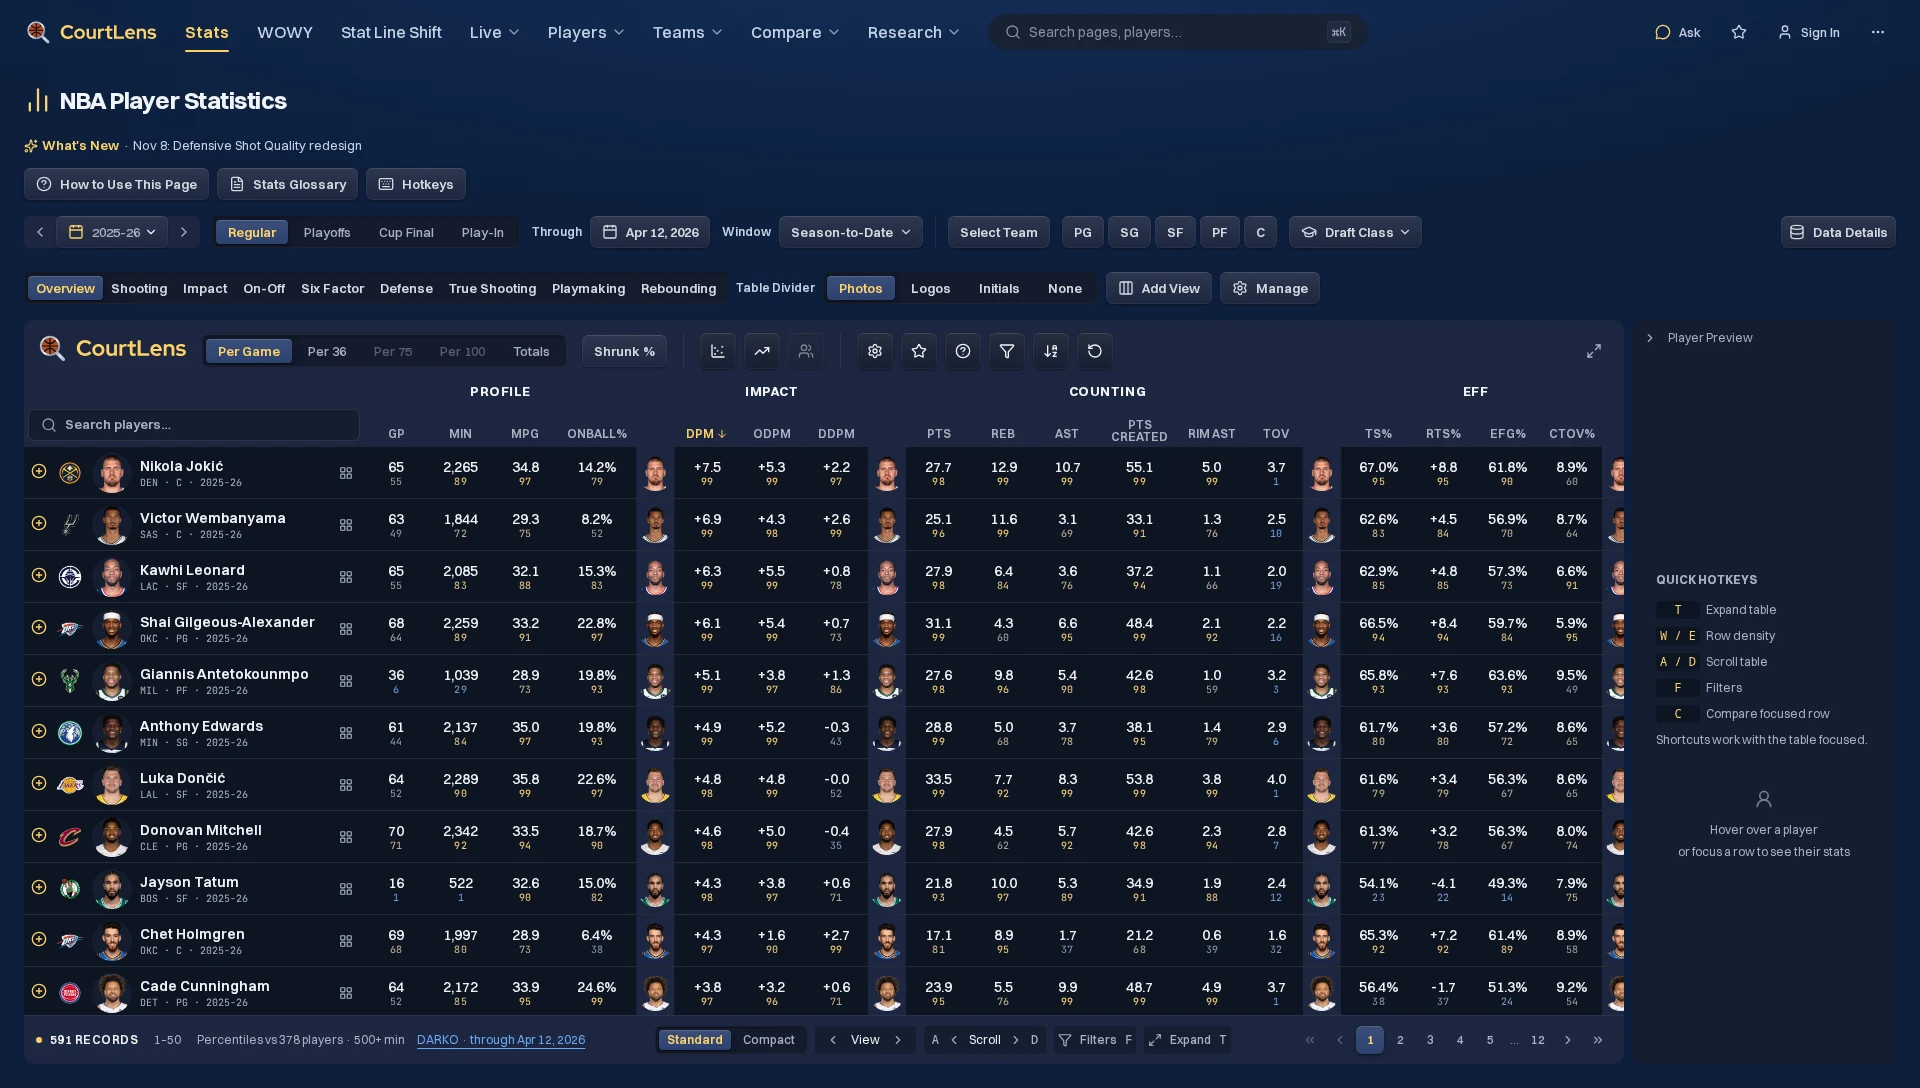 CourtLens Stats WOWY Stat Line Shift Live Players Teams Compare Research Search pages, players... ⌘K Ask Sign In
NBA Player Statistics
What's New · Nov 8: Defensive Shot Quality redesign
How to Use This Page Stats Glossary Hotkeys
2025-26 Regular Playoffs Cup Final Play-In Through Apr 12, 2026 Window Season-to-Date Select Team PG SG SF PF C Draft Class Data Details
Overview Shooting Impact On-Off Six Factor Defense True Shooting Playmaking Rebounding Table Divider Photos Logos Initials None Add View Manage
CourtLens Per Game Per 36 Per 75 Per 100 Totals Shrunk % Player Preview
PROFILE IMPACT COUNTING EFF
Search players... GP MIN MPG ONBALL% DPM ↓ ODPM DDPM PTS REB AST PTS CREATED RIM AST TOV TS% RTS% EFG% CTOV%
Nikola Jokić 65 2,265 34.8 14.2% +7.5 +5.3 +2.2 27.7 12.9 10.7 55.1 5.0 3.7 67.0% +8.8 61.8% 8.9%
DEN · C · 2025-26 55 89 97 79 99 99 97 98 99 99 99 99 1 95 95 90 60
Victor Wembanyama 63 1,844 29.3 8.2% +6.9 +4.3 +2.6 25.1 11.6 3.1 33.1 1.3 2.5 62.6% +4.5 56.9% 8.7%
SAS · C · 2025-26 49 72 75 52 99 98 99 96 99 69 91 76 10 83 84 70 64
Kawhi Leonard 65 2,085 32.1 15.3% +6.3 +5.5 +0.8 27.9 6.4 3.6 37.2 1.1 2.0 62.9% +4.8 57.3% 6.6%
LAC · SF · 2025-26 55 83 88 83 99 99 78 98 84 76 94 66 19 85 85 73 91
Shai Gilgeous-Alexander 68 2,259 33.2 22.8% +6.1 +5.4 +0.7 31.1 4.3 6.6 48.4 2.1 2.2 66.5% +8.4 59.7% 5.9%
OKC · PG · 2025-26 64 89 91 97 99 99 73 99 60 95 99 92 16 94 94 84 95
Giannis Antetokounmpo 36 1,039 28.9 19.8% +5.1 +3.8 +1.3 27.6 9.8 5.4 42.6 1.0 3.2 65.8% +7.6 63.6% 9.5%
MIL · PF · 2025-26 6 29 73 93 99 97 86 98 96 90 98 59 3 93 93 93 49
Anthony Edwards 61 2,137 35.0 19.8% +4.9 +5.2 -0.3 28.8 5.0 3.7 38.1 1.4 2.9 61.7% +3.6 57.2% 8.6%
MIN · SG · 2025-26 44 84 97 93 99 99 43 99 68 78 95 79 6 80 80 72 65
Luka Dončić 64 2,289 35.8 22.6% +4.8 +4.8 -0.0 33.5 7.7 8.3 53.8 3.8 4.0 61.6% +3.4 56.3% 8.6%
LAL · SF · 2025-26 52 90 99 97 98 99 52 99 92 99 99 99 1 79 79 67 65
Donovan Mitchell 70 2,342 33.5 18.7% +4.6 +5.0 -0.4 27.9 4.5 5.7 42.6 2.3 2.8 61.3% +3.2 56.3% 8.0%
CLE · PG · 2025-26 71 92 94 90 98 99 35 98 62 92 98 94 7 77 78 67 74
Jayson Tatum 16 522 32.6 15.0% +4.3 +3.8 +0.6 21.8 10.0 5.3 34.9 1.9 2.4 54.1% -4.1 49.3% 7.9%
BOS · SF · 2025-26 1 1 90 82 98 97 71 93 97 89 91 88 12 23 22 14 75
Chet Holmgren 69 1,997 28.9 6.4% +4.3 +1.6 +2.7 17.1 8.9 1.7 21.2 0.6 1.6 65.3% +7.2 61.4% 8.9%
OKC · C · 2025-26 68 80 73 38 97 90 99 81 95 37 68 39 32 92 92 89 58
Cade Cunningham 64 2,172 33.9 24.6% +3.8 +3.2 +0.6 23.9 5.5 9.9 48.7 4.9 3.7 56.4% -1.7 51.3% 9.2%
DET · PG · 2025-26 52 85 95 99 97 96 71 95 76 99 99 99 1 38 37 24 54
591 RECORDS 1–50 Percentiles vs 378 players · 500+ min DARKO · through Apr 12, 2026 Standard Compact View A Scroll D Filters F Expand T 1 2 3 4 5 ... 12
QUICK HOTKEYS
T Expand table
W / E Row density
A / D Scroll table
F Filters
C Compare focused row
Shortcuts work with the table focused.
Hover over a player
or focus a row to see their stats